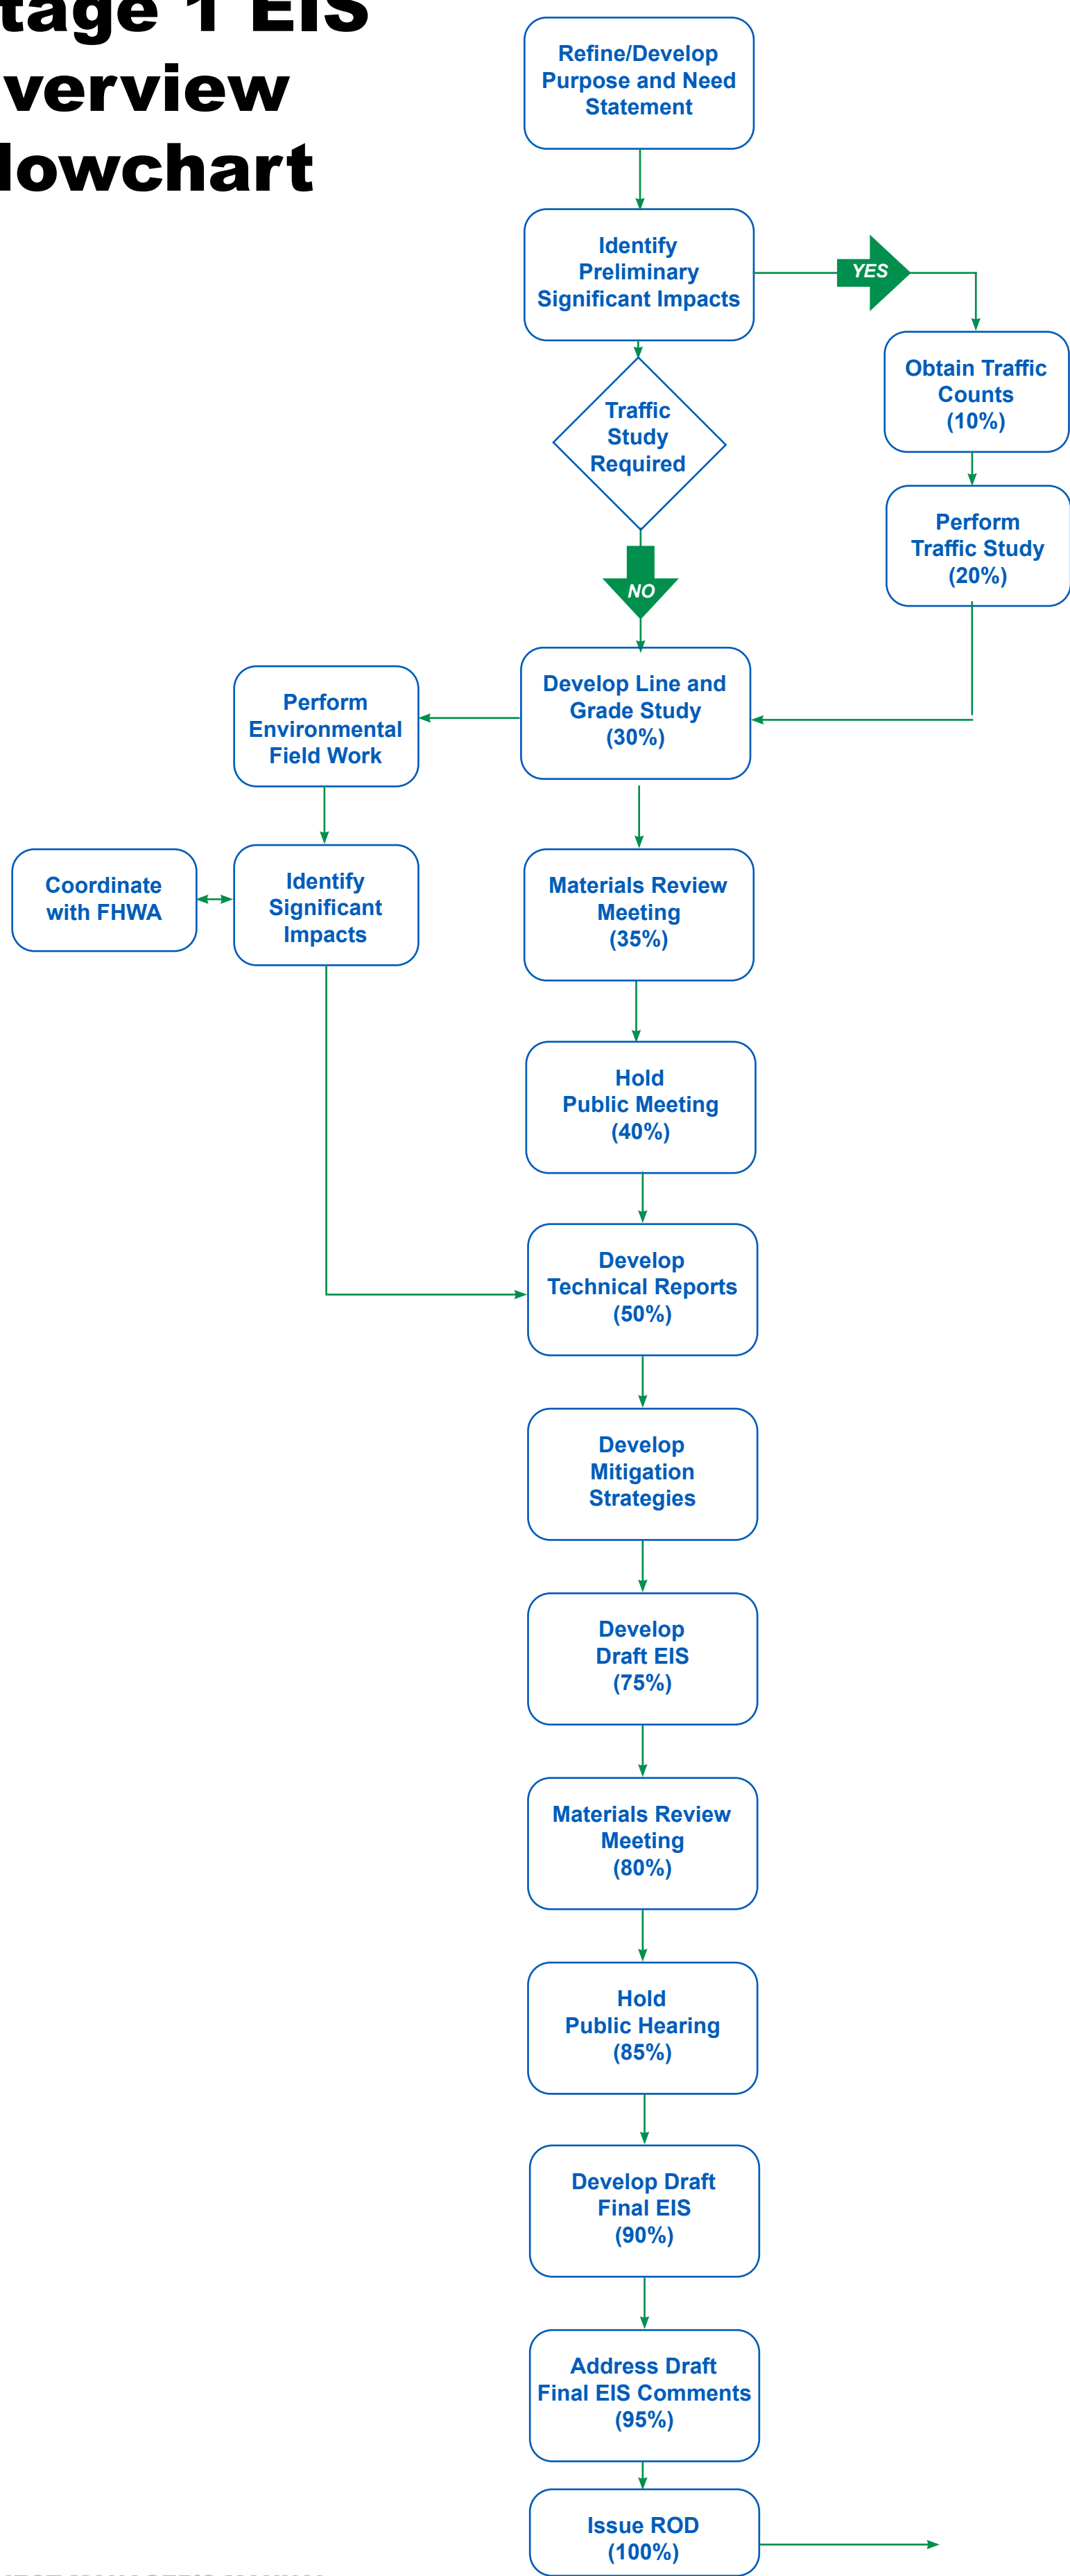 tage 1 EIS
verview
lowchart
Refine/Develop
Purpose and Need
Statement
Identify
Preliminary
Significant Impacts
YES
Obtain Traffic
Counts
(10%)
Traffic
Study
Required
Perform
Traffic Study
(20%)
NO
Develop Line and
Grade Study
(30%)
Perform
Environmental
Field Work
Coordinate
with FHWA
Identify
Significant
Impacts
Materials Review
Meeting
(35%)
Hold
Public Meeting
(40%)
Develop
Technical Reports
(50%)
Develop
Mitigation
Strategies
Develop
Draft EIS
(75%)
Materials Review
Meeting
(80%)
Hold
Public Hearing
(85%)
Develop Draft
Final EIS
(90%)
Address Draft
Final EIS Comments
(95%)
Issue ROD
(100%)